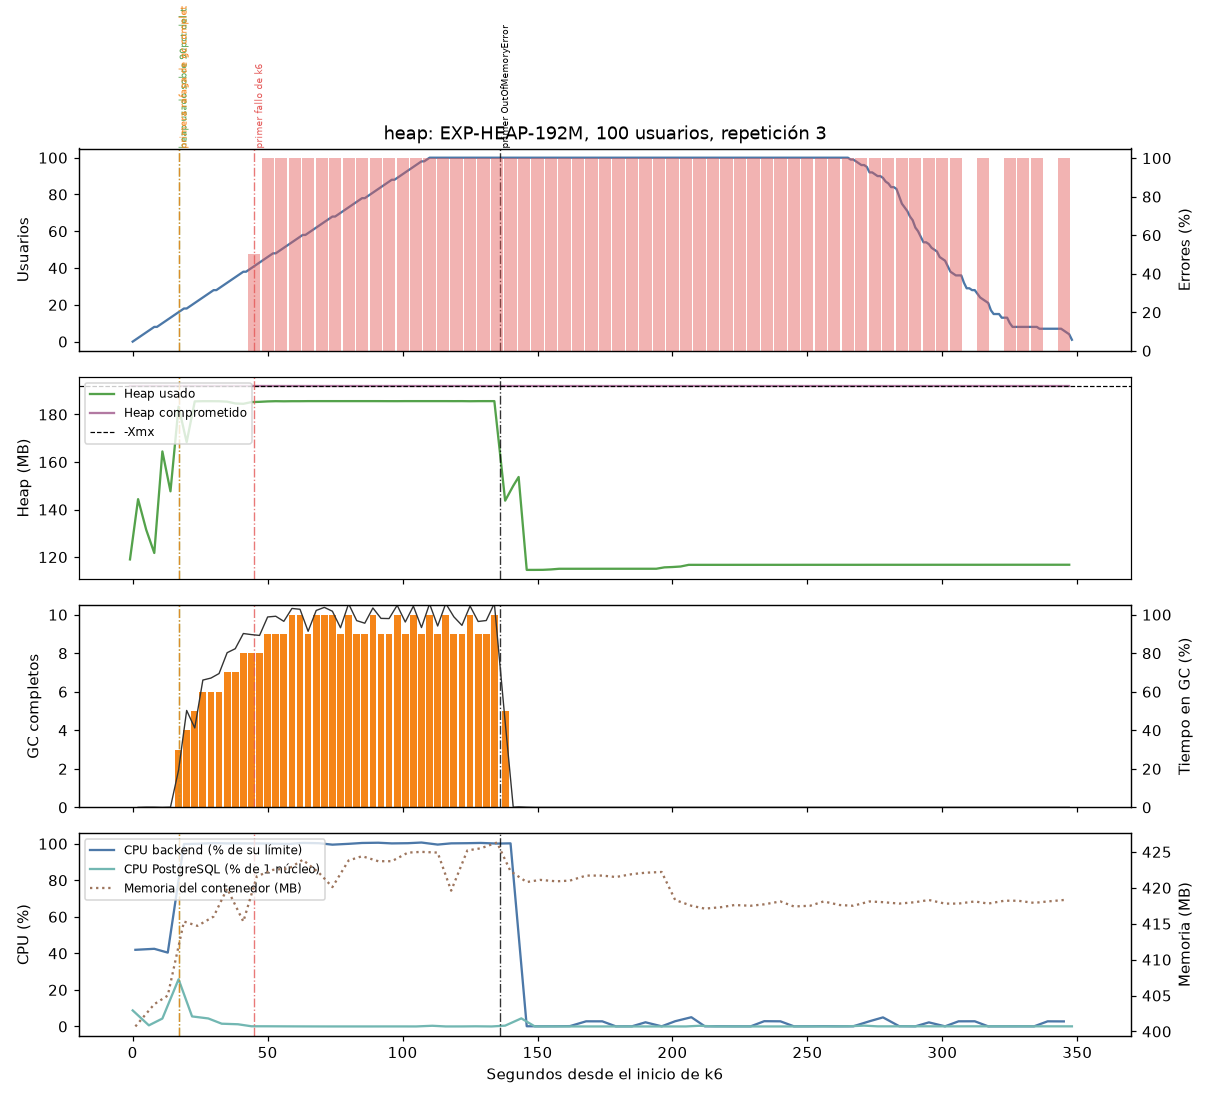 primer fallo de k6
primer OutOfMemoryError
heap: EXP-HEAP-192M, 100 usuarios, repetición 3
Usuarios
100
80
60
40
20
0
Errores (%)
100
80
60
40
20
0
Heap (MB)
180
160
140
120
Heap usado
Heap comprometido
-Xmx
GC completos
10
8
6
4
2
0
Tiempo en GC (%)
100
80
60
40
20
0
CPU (%)
100
80
60
40
20
0
CPU backend (% de su límite)
CPU PostgreSQL (% de 1 núcleo)
Memoria del contenedor (MB)
Memoria (MB)
425
420
415
410
405
400
0 50 100 150 200 250 300 350
Segundos desde el inicio de k6